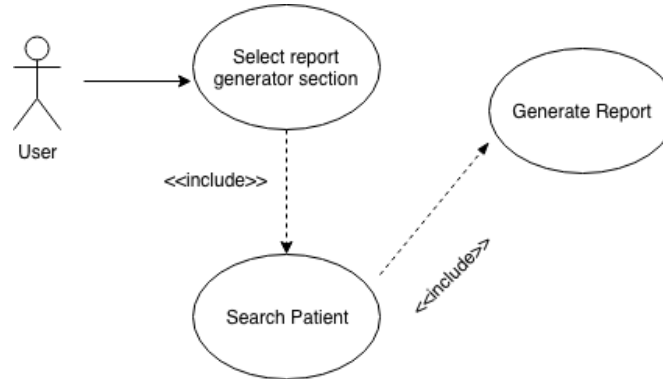 Select report
generator section
Generate Report
User
<<include>>
<<include>>
Search Patient